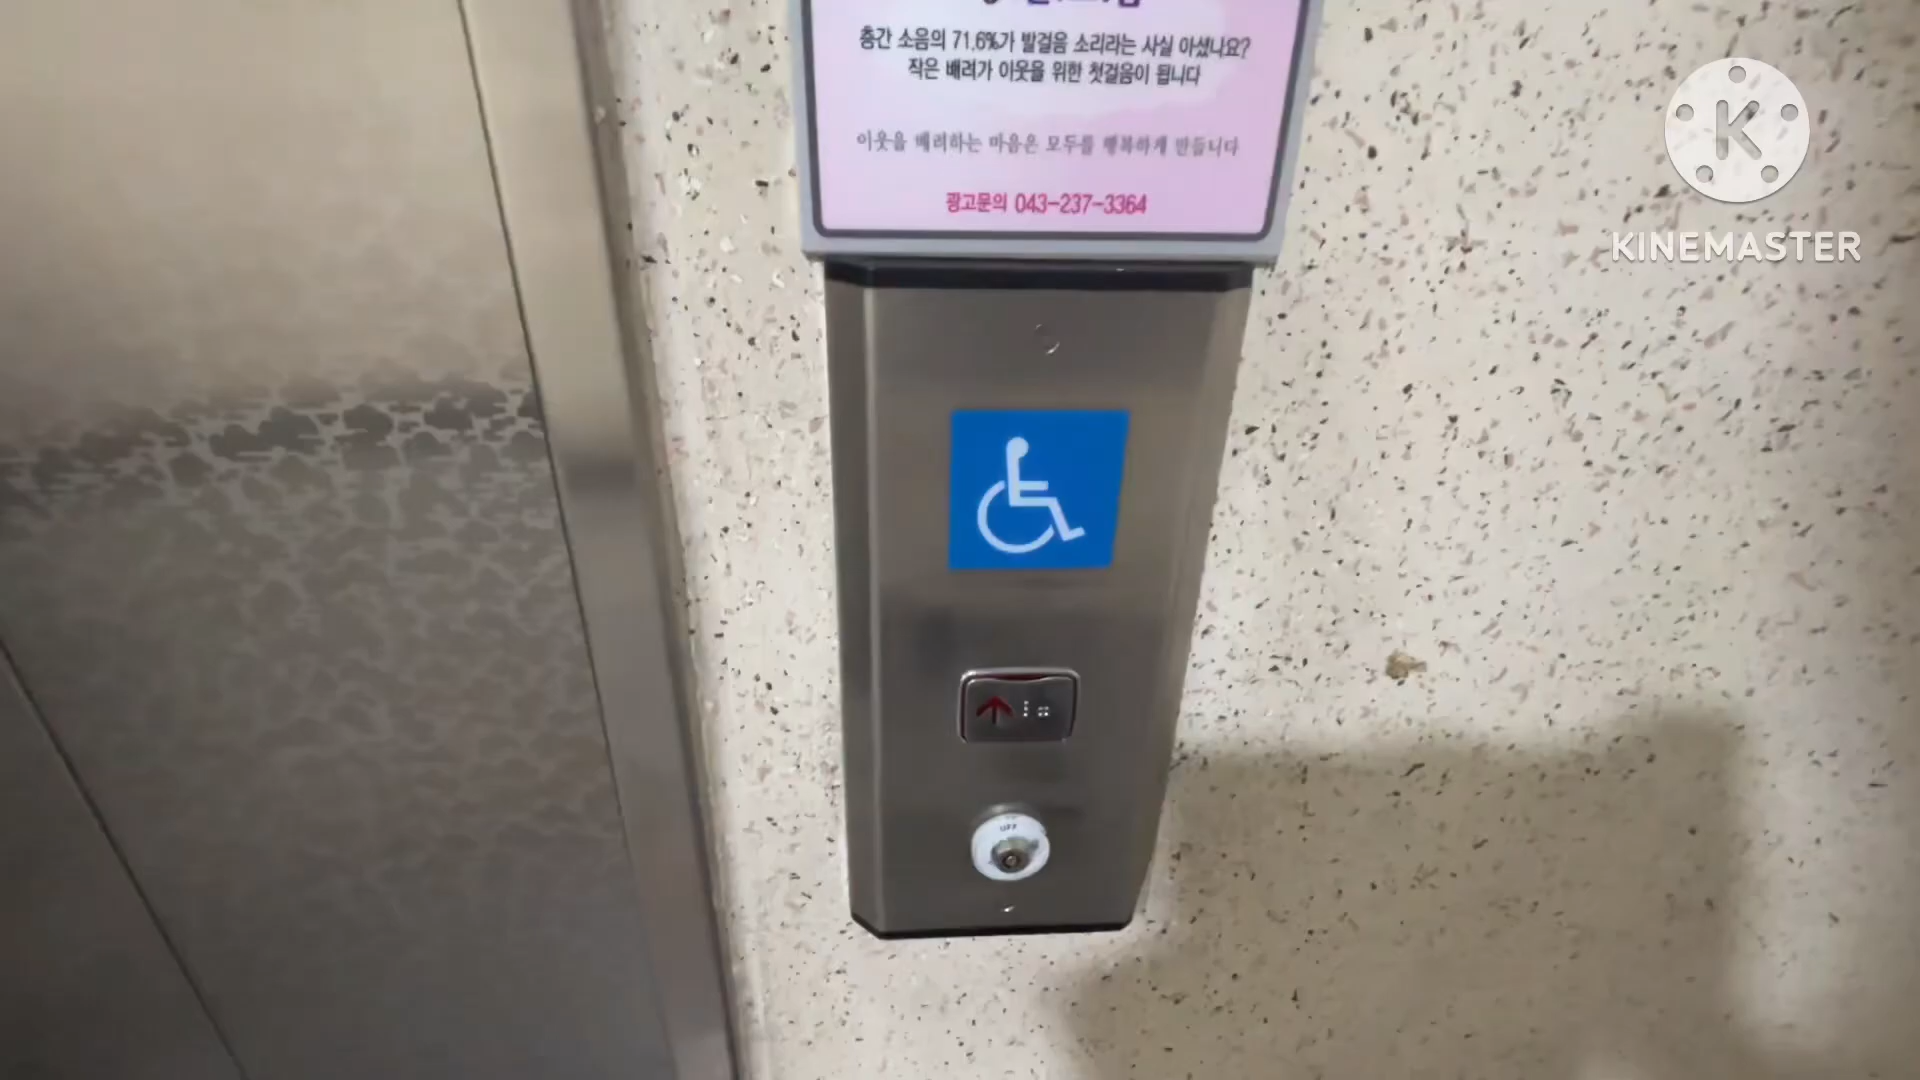 층간 소음의 71.6%가 발걸음 소리라는 사실 아셨나요?
작은 배려가 이웃을 위한 첫걸음이 됩니다
이웃을 배려하는 마음은 모두를 행복하게 만듭니다
광고문의 043-237-3364
K
KINEMASTER
OFF